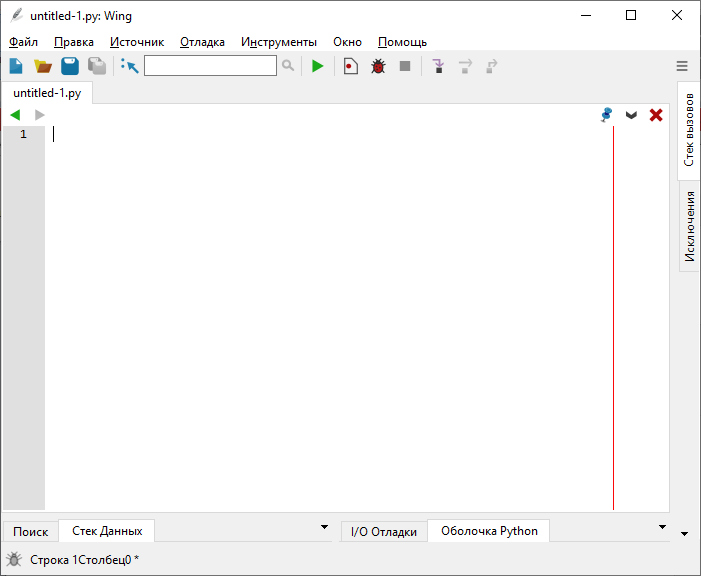 untitled-1.py: Wing
Файл Правка Источник Отладка Инструменты Окно Помощь
untitled-1.py
1
Стек вызовов
Исключения
Поиск Стек Данных I/O Отладки Оболочка Python
Строка 1Столбец0 *